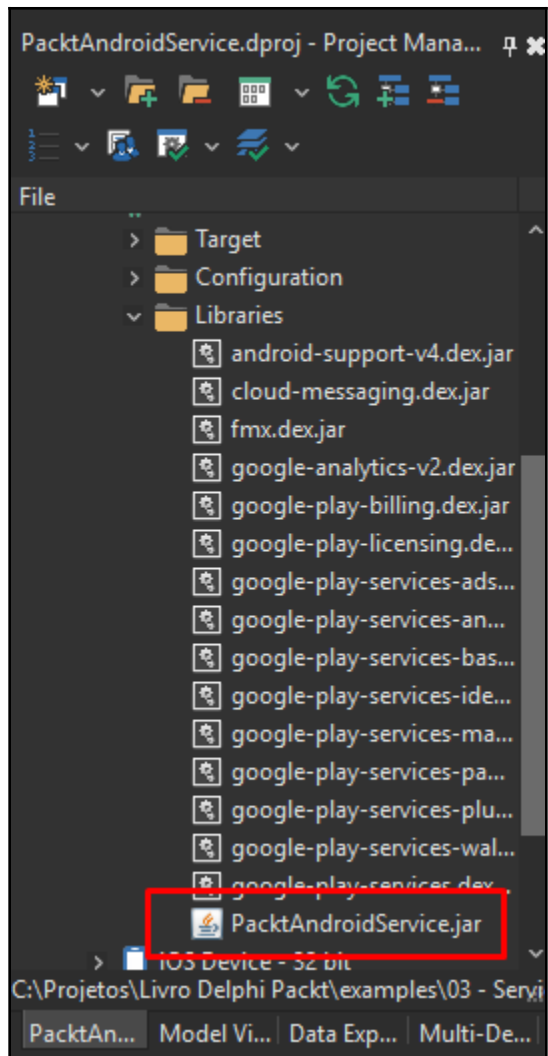 PacktAndroidService.dproj - Project Mana...
File
Target
Configuration
Libraries
android-support-v4.dex.jar
cloud-messaging.dex.jar
fmx.dex.jar
google-analytics-v2.dex.jar
google-play-billing.dex.jar
google-play-licensing.de...
google-play-services-ads...
google-play-services-an...
google-play-services-bas...
google-play-services-ide...
google-play-services-ma...
google-play-services-pa...
google-play-services-plu...
google-play-services-wal...
google-play-services.dex...
PacktAndroidService.jar
iOS Device - 32 bit
C:\Projetos\Livro Delphi Packt\examples\03 - Servi
PacktAn... Model Vi... Data Exp... Multi-De...